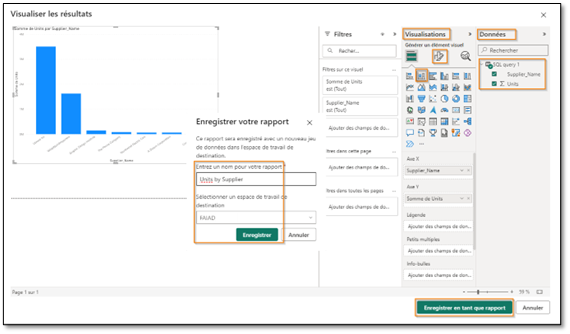 Visualiser les résultats
Somme de Units par Supplier_Name
Supplier_Name
Page 1 sur 1
Enregistrer votre rapport
Ce rapport sera enregistré avec un nouveau jeu
de données dans l'espace de travail de
destination.
Entrez un nom pour votre rapport *
Units by Supplier
Sélectionner un espace de travail de
destination
FAIAD
Enregistrer
Annuler
Filtres
Recher...
Filtres sur ce visuel
Somme de Units
est (Tout)
Supplier_Name
est (Tout)
Ajouter des champs de do...
ltres dans cette page
Ajouter des champs de do...
ltres dans toutes les pages
Ajouter des champs de do...
Visualisations
Générer un élément visuel
Axe X
Supplier_Name
Axe Y
Somme de Units
Légende
Ajouter des champs de don...
Petits multiples
Ajouter des champs de don...
Info-bulles
Ajouter des champs de don...
Données
Rechercher
SQL query 1
Supplier_Name
Σ Units
59 %
Enregistrer en tant que rapport
Annuler